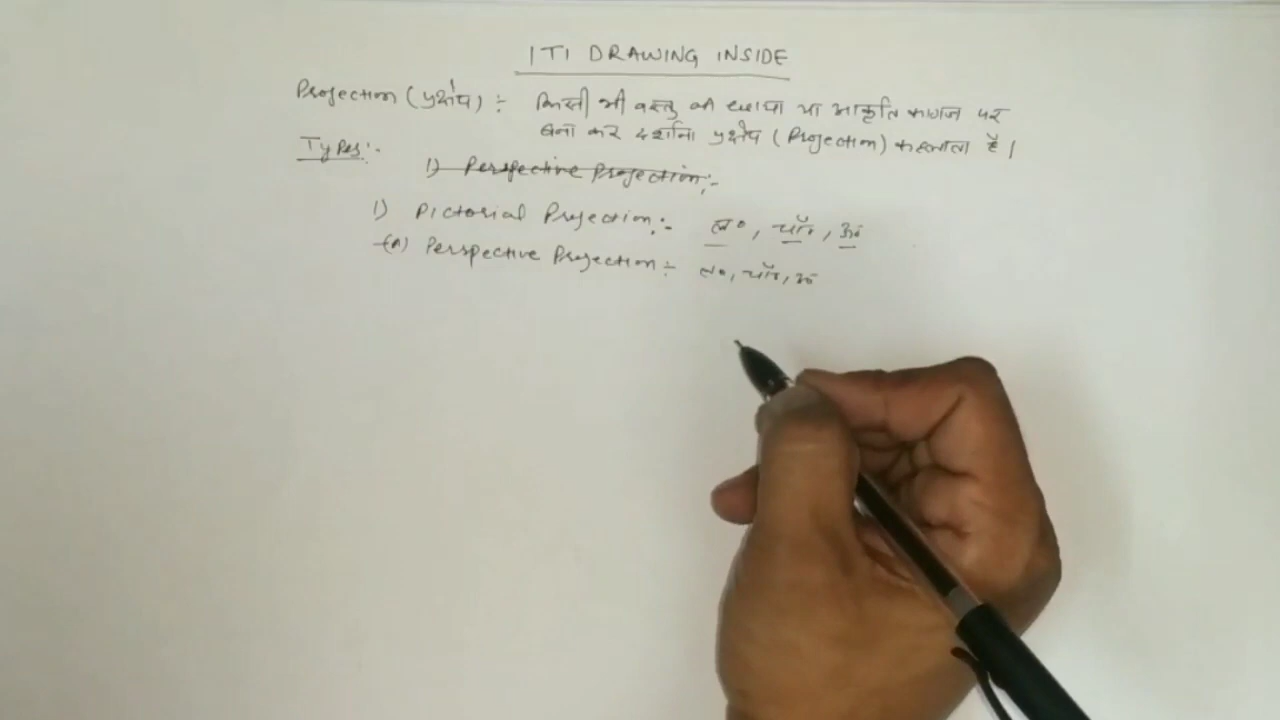 ITI DRAWING INSIDE
Projection (प्रक्षेप) ÷ किसी भी वस्तु की छाया या आकृति कागज पर
बना कर दर्शाना प्रक्षेप (Projection) कहलाता है।
Types:-
1) Perspective Projection:-
1) Pictorial Projection:- ल०, चौ०, ऊँ०
(A) Perspective Projection ÷ ल०, चौ०, ऊँ